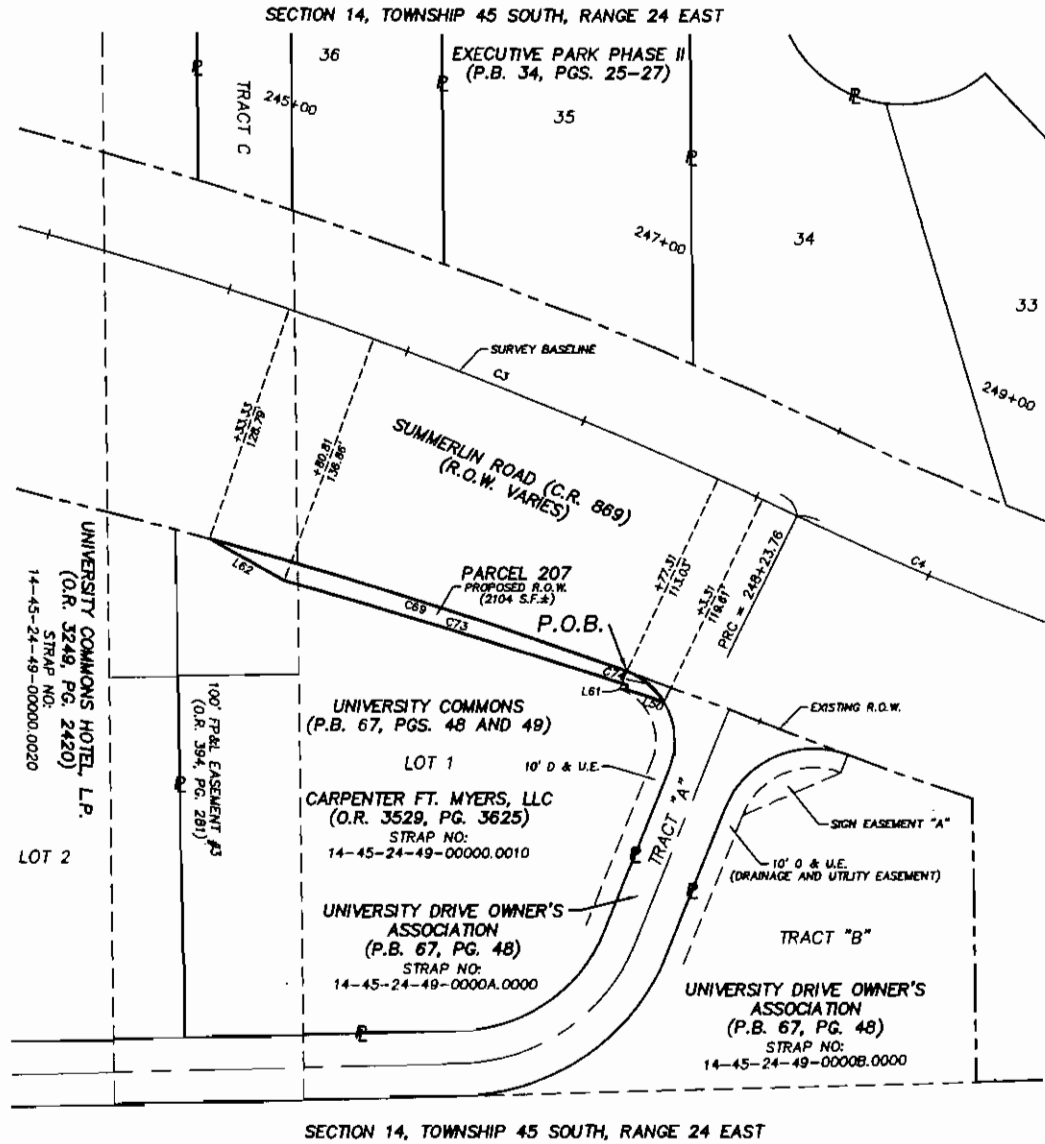 SECTION 14, TOWNSHIP 45 SOUTH, RANGE 24 EAST
36
EXECUTIVE PARK PHASE II
(P.B. 34, PGS. 25-27)
TRACT C
245+00
35
247+00
34
33
249+00
SURVEY BASELINE
C3
+33.33
128.79'
+80.81
138.86'
SUMMERLIN ROAD (C.R. 869)
(R.O.W. VARIES)
+77.31
113.03'
+3.31
119.61'
PRC = 248+23.76
C4
L62
PARCEL 207
PROPOSED R.O.W.
(2104 S.F.±)
C69
C73
P.O.B.
L61
L50
EXISTING R.O.W.
UNIVERSITY COMMONS HOTEL, L.P.
(O.R. 3249, PG. 2420)
STRAP NO:
14-45-24-49-00000.0020
LOT 2
100' FP&L EASEMENT #3
(O.R. 394, PG. 281)
UNIVERSITY COMMONS
(P.B. 67, PGS. 48 AND 49)
LOT 1
10' D & U.E.
CARPENTER FT. MYERS, LLC
(O.R. 3529, PG. 3625)
STRAP NO:
14-45-24-49-00000.0010
TRACT "A"
SIGN EASEMENT "A"
10' D & U.E.
(DRAINAGE AND UTILITY EASEMENT)
UNIVERSITY DRIVE OWNER'S
ASSOCIATION
(P.B. 67, PG. 48)
STRAP NO:
14-45-24-49-0000A.0000
TRACT "B"
UNIVERSITY DRIVE OWNER'S
ASSOCIATION
(P.B. 67, PG. 48)
STRAP NO:
14-45-24-49-0000B.0000
SECTION 14, TOWNSHIP 45 SOUTH, RANGE 24 EAST